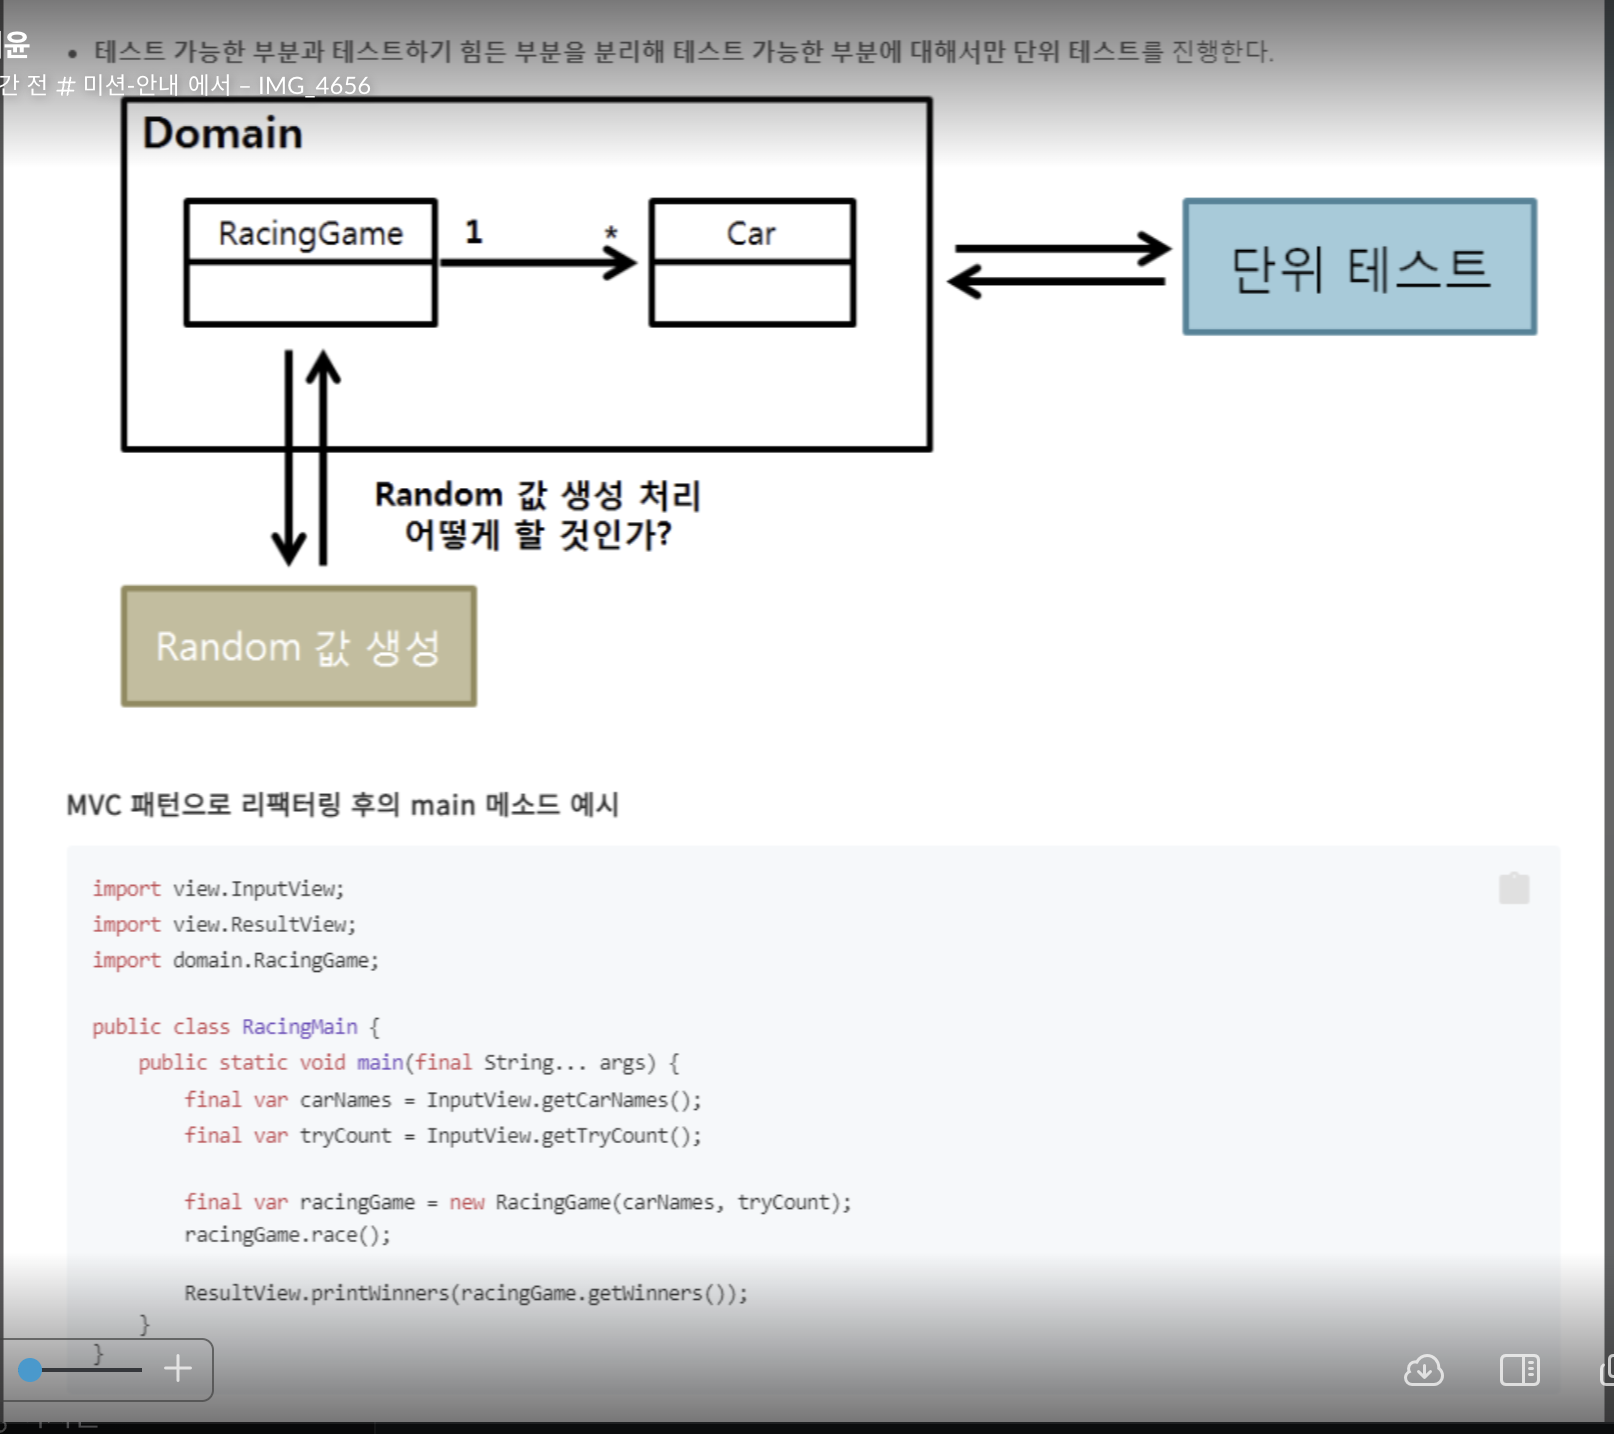 윤
• 테스트 가능한 부분과 테스트하기 힘든 부분을 분리해 테스트 가능한 부분에 대해서만 단위 테스트를 진행한다.
간 전 # 미션-안내 에서 – IMG_4656
Domain
RacingGame
1
*
Car
단위 테스트
Random 값 생성 처리
어떻게 할 것인가?
Random 값 생성
MVC 패턴으로 리팩터링 후의 main 메소드 예시
import view.InputView;
import view.ResultView;
import domain.RacingGame;
public class RacingMain {
public static void main(final String... args) {
final var carNames = InputView.getCarNames();
final var tryCount = InputView.getTryCount();
final var racingGame = new RacingGame(carNames, tryCount);
racingGame.race();
ResultView.printWinners(racingGame.getWinners());
}
}